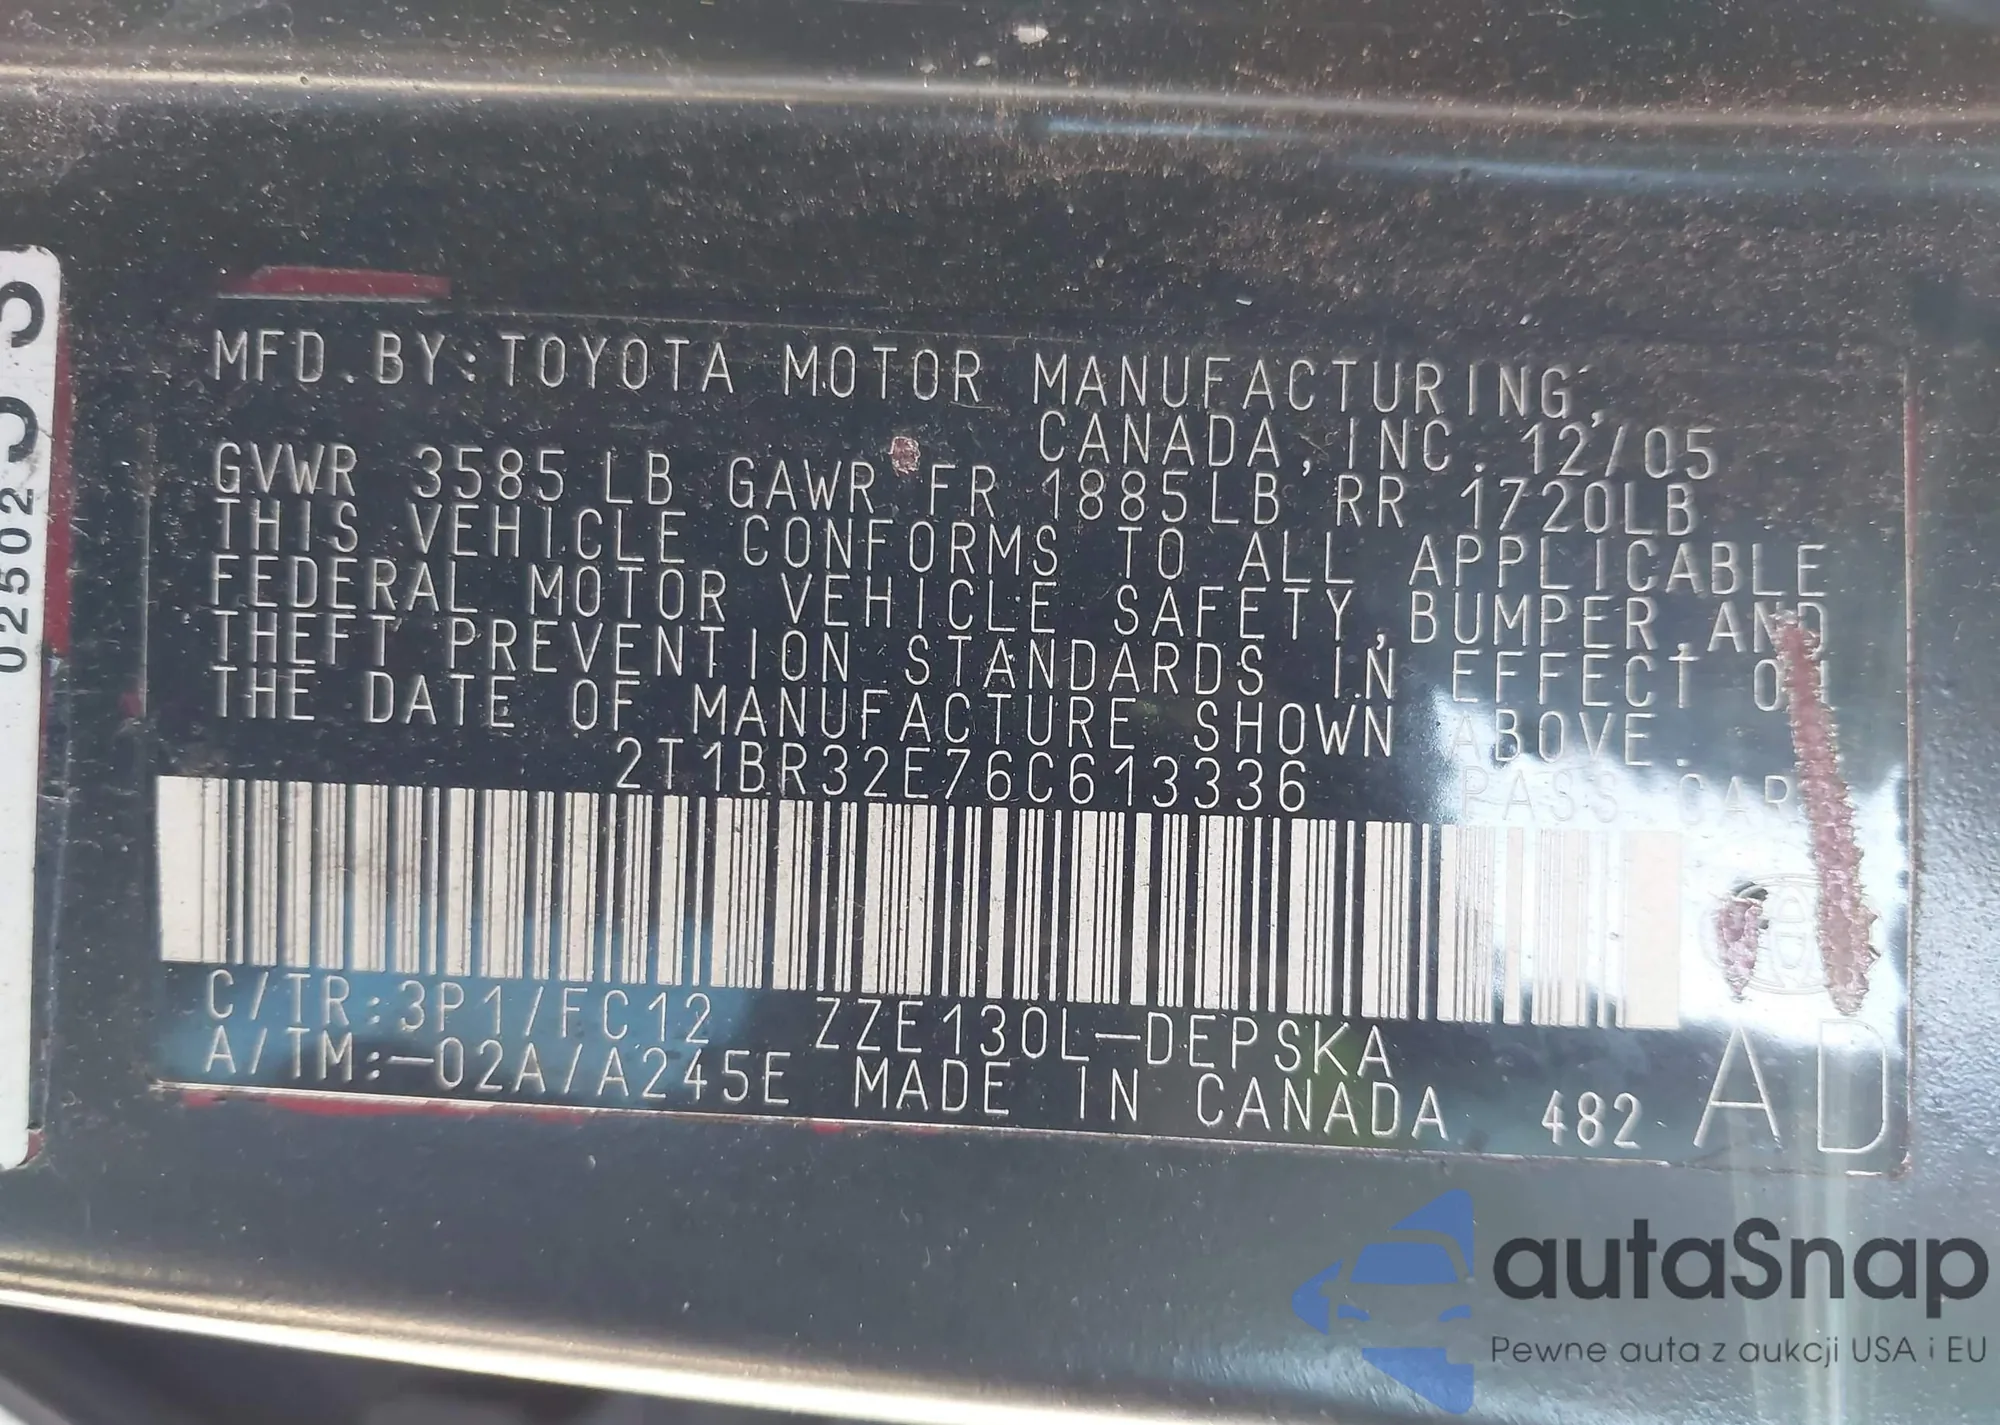 MFD.BY:TOYOTA MOTOR MANUFACTURING,
CANADA,INC. 12/05
GVWR 3585 LB GAWR FR 1885LB RR 1720LB
THIS VEHICLE CONFORMS TO ALL APPLICABLE
FEDERAL MOTOR VEHICLE SAFETY,BUMPER,AND
THEFT PREVENTION STANDARDS IN EFFECT ON
THE DATE OF MANUFACTURE SHOWN ABOVE.
2T1BR32E76C613336 PASS CAR
C/TR:3P1/FC12 ZZE130L-DEPSKA
A/TM:-02A/A245E MADE IN CANADA 482 AD
02502
autaSnap
Pewne auta z aukcji USA i EU